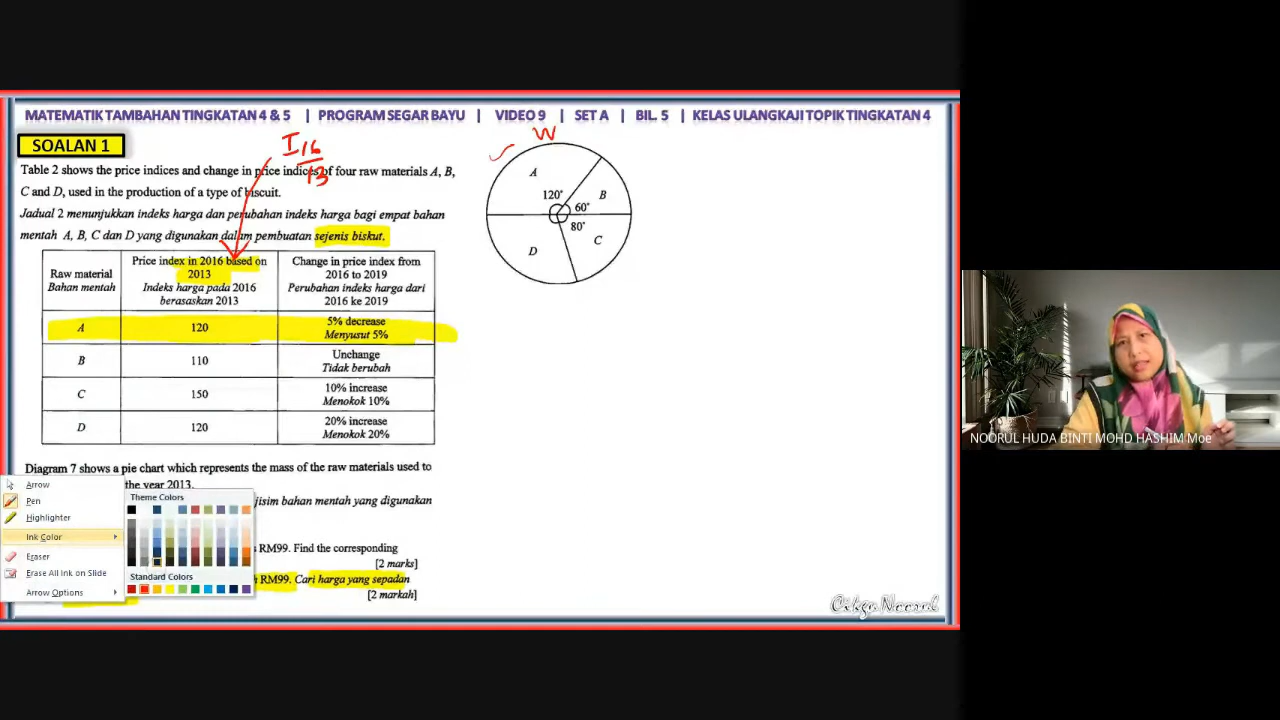 MATEMATIK TAMBAHAN TINGKATAN 4 & 5 | PROGRAM SEGAR BAYU | VIDEO 9 | SET A | BIL. 5 | KELAS ULANGKAJI TOPIK TINGKATAN 4
SOALAN 1
I 16/13
W
Table 2 shows the price indices and change in price indices of four raw materials A, B,
C and D, used in the production of a type of biscuit.
Jadual 2 menunjukkan indeks harga dan perubahan indeks harga bagi empat bahan
mentah A, B, C dan D yang digunakan dalam pembuatan sejenis biskut.
Raw material
Bahan mentah
Price index in 2016 based on
2013
Indeks harga pada 2016
berasaskan 2013
Change in price index from
2016 to 2019
Perubahan indeks harga dari
2016 ke 2019
A
120
5% decrease
Menyusut 5%
B
110
Unchange
Tidak berubah
C
150
10% increase
Menokok 10%
D
120
20% increase
Menokok 20%
A
120°
B
60°
80°
C
D
Diagram 7 shows a pie chart which represents the mass of the raw materials used to
the year 2013.
jisim bahan mentah yang digunakan
RM99. Find the corresponding
[2 marks]
RM99. Cari harga yang sepadan
[2 markah]
Arrow
Pen
Highlighter
Ink Color
Eraser
Erase All Ink on Slide
Arrow Options
Theme Colors
Standard Colors
Cikgu Noorul
NOORUL HUDA BINTI MOHD HASHIM Moe